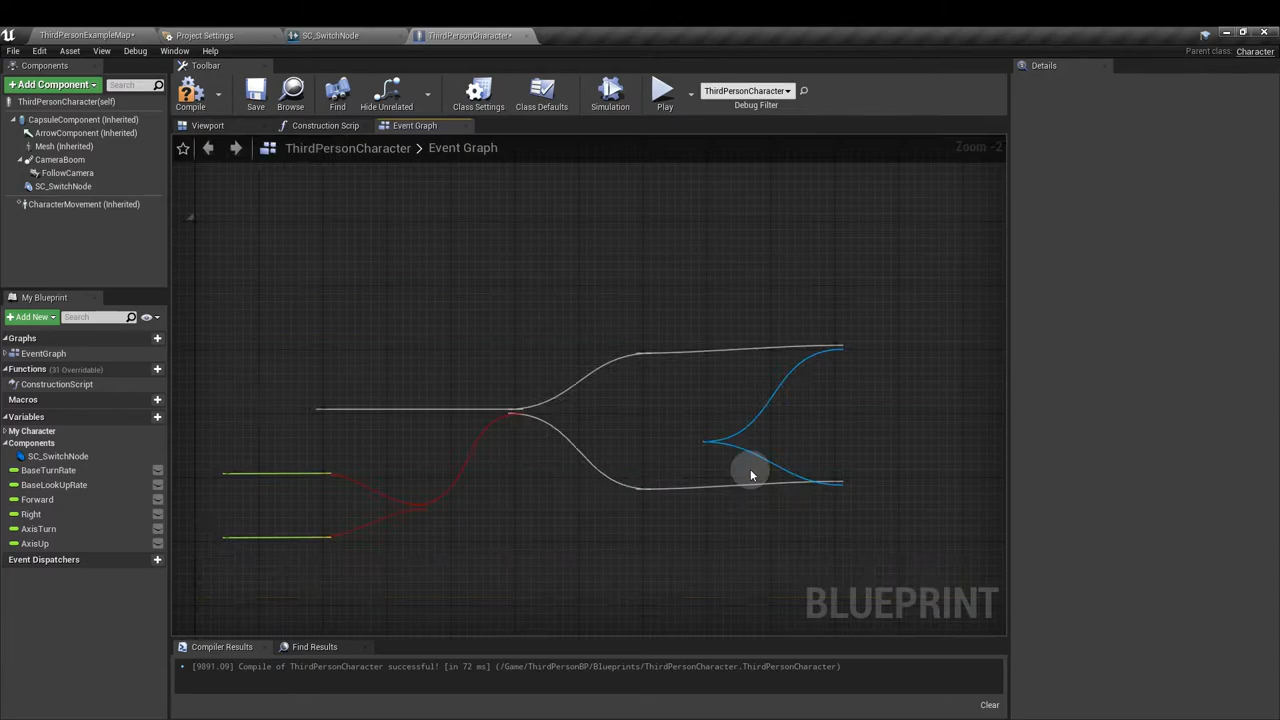 ThirdPersonExampleMap*
Project Settings
SC_SwitchNode
ThirdPersonCharacter*
File Edit Asset View Debug Window Help
Parent class: Character
Components
Toolbar
Details
+Add Component
Search
Compile
Save
Browse
Find
Hide Unrelated
Class Settings
Class Defaults
Simulation
Play
ThirdPersonCharacter
Debug Filter
ThirdPersonCharacter(self)
CapsuleComponent (Inherited)
ArrowComponent (Inherited)
Mesh (Inherited)
CameraBoom
FollowCamera
SC_SwitchNode
CharacterMovement (Inherited)
Viewport
Construction Scrip
Event Graph
ThirdPersonCharacter > Event Graph
Zoom -2
My Blueprint
+Add New
Search
Graphs
EventGraph
Functions (31 Overridable)
ConstructionScript
Macros
Variables
My Character
Components
SC_SwitchNode
BaseTurnRate
BaseLookUpRate
Forward
Right
AxisTurn
AxisUp
Event Dispatchers
BLUEPRINT
Compiler Results
Find Results
[9891.09] Compile of ThirdPersonCharacter successful! [in 72 ms] (/Game/ThirdPersonBP/Blueprints/ThirdPersonCharacter.ThirdPersonCharacter)
Clear